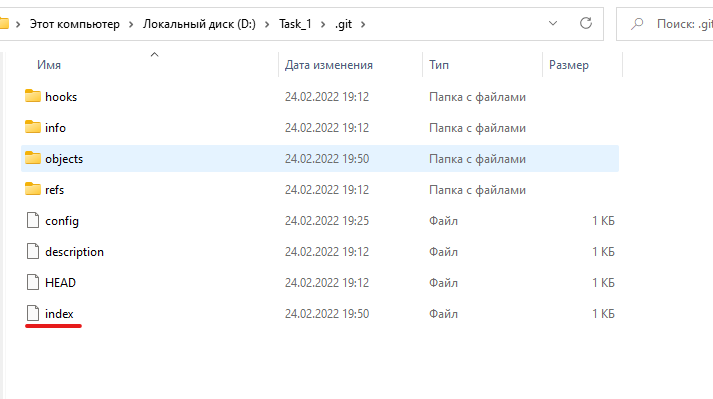 Этот компьютер > Локальный диск (D:) > Task_1 > .git >
Поиск: .gi
Имя Дата изменения Тип Размер
hooks 24.02.2022 19:12 Папка с файлами
info 24.02.2022 19:12 Папка с файлами
objects 24.02.2022 19:50 Папка с файлами
refs 24.02.2022 19:12 Папка с файлами
config 24.02.2022 19:25 Файл 1 КБ
description 24.02.2022 19:12 Файл 1 КБ
HEAD 24.02.2022 19:12 Файл 1 КБ
index 24.02.2022 19:50 Файл 1 КБ